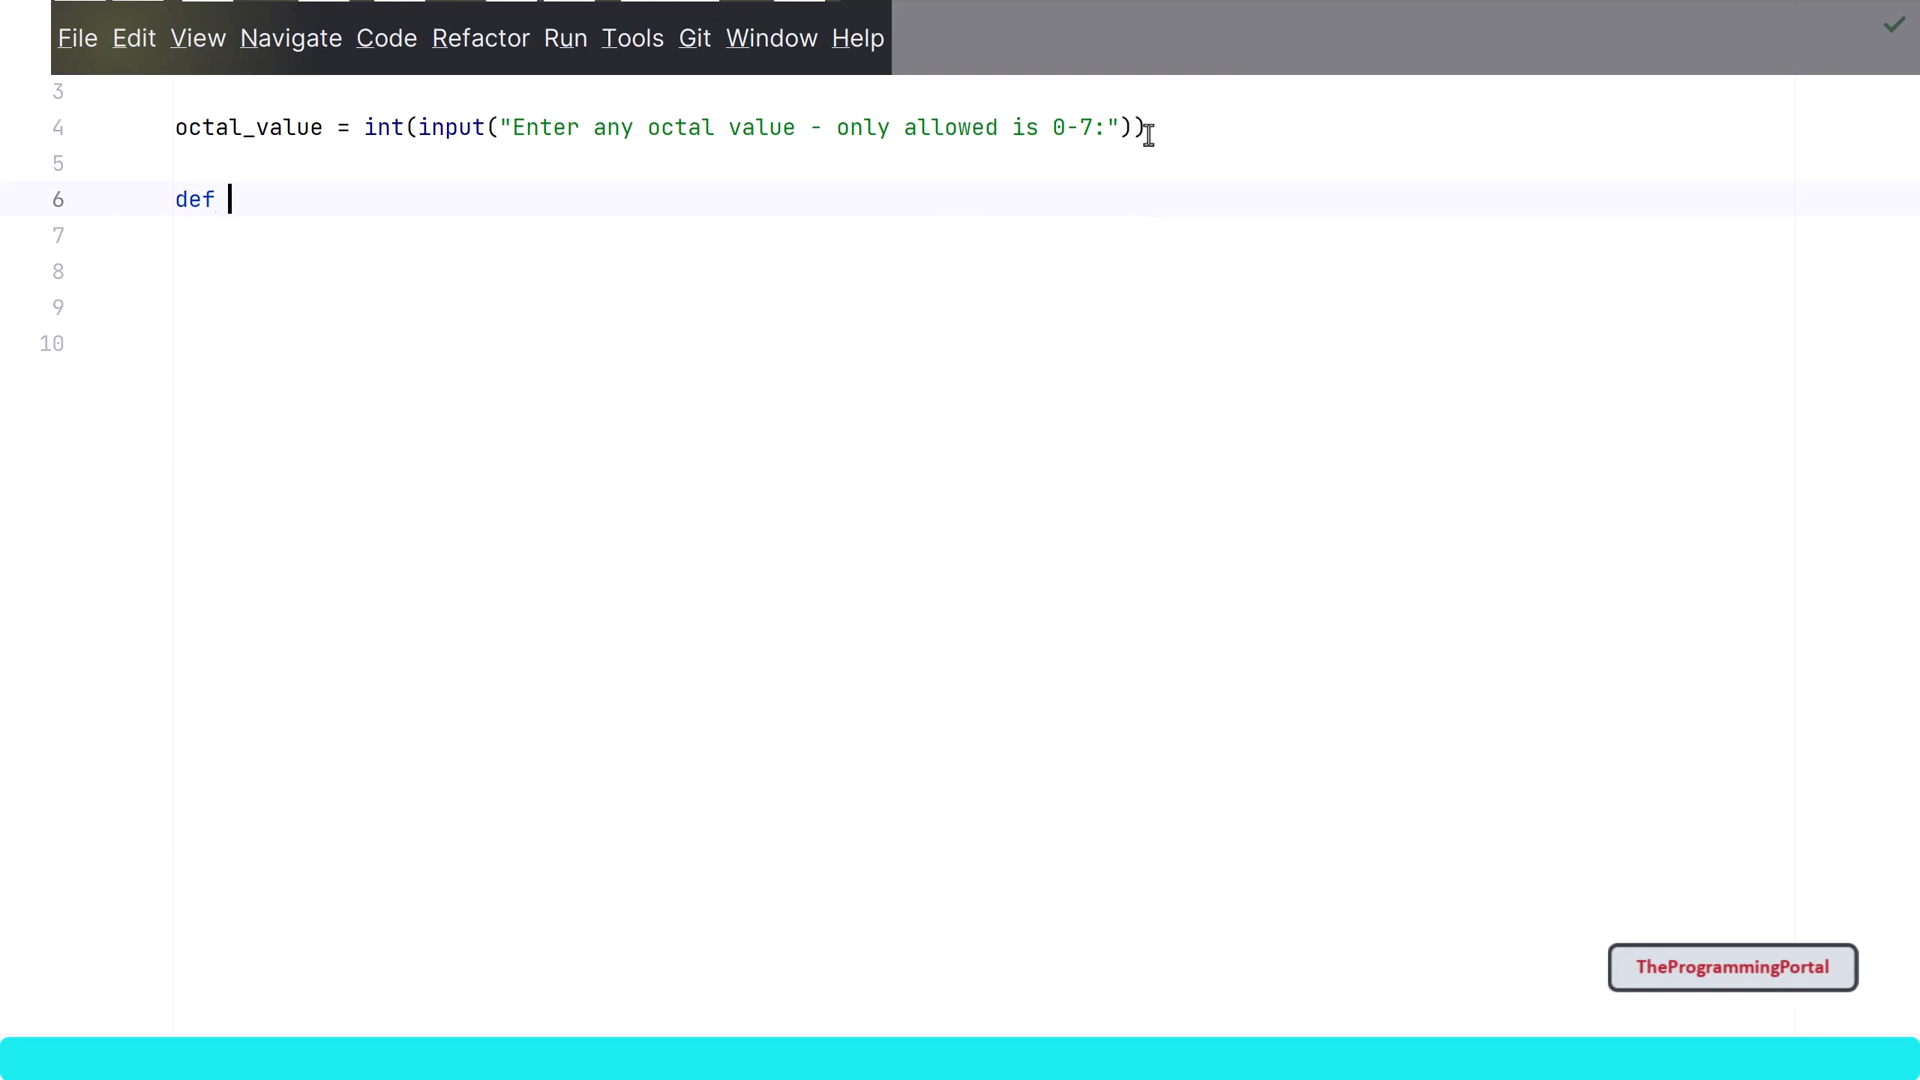 File Edit View Navigate Code Refactor Run Tools Git Window Help
3
4 octal_value = int(input("Enter any octal value - only allowed is 0-7:"))
5
6 def
7
8
9
10
TheProgrammingPortal